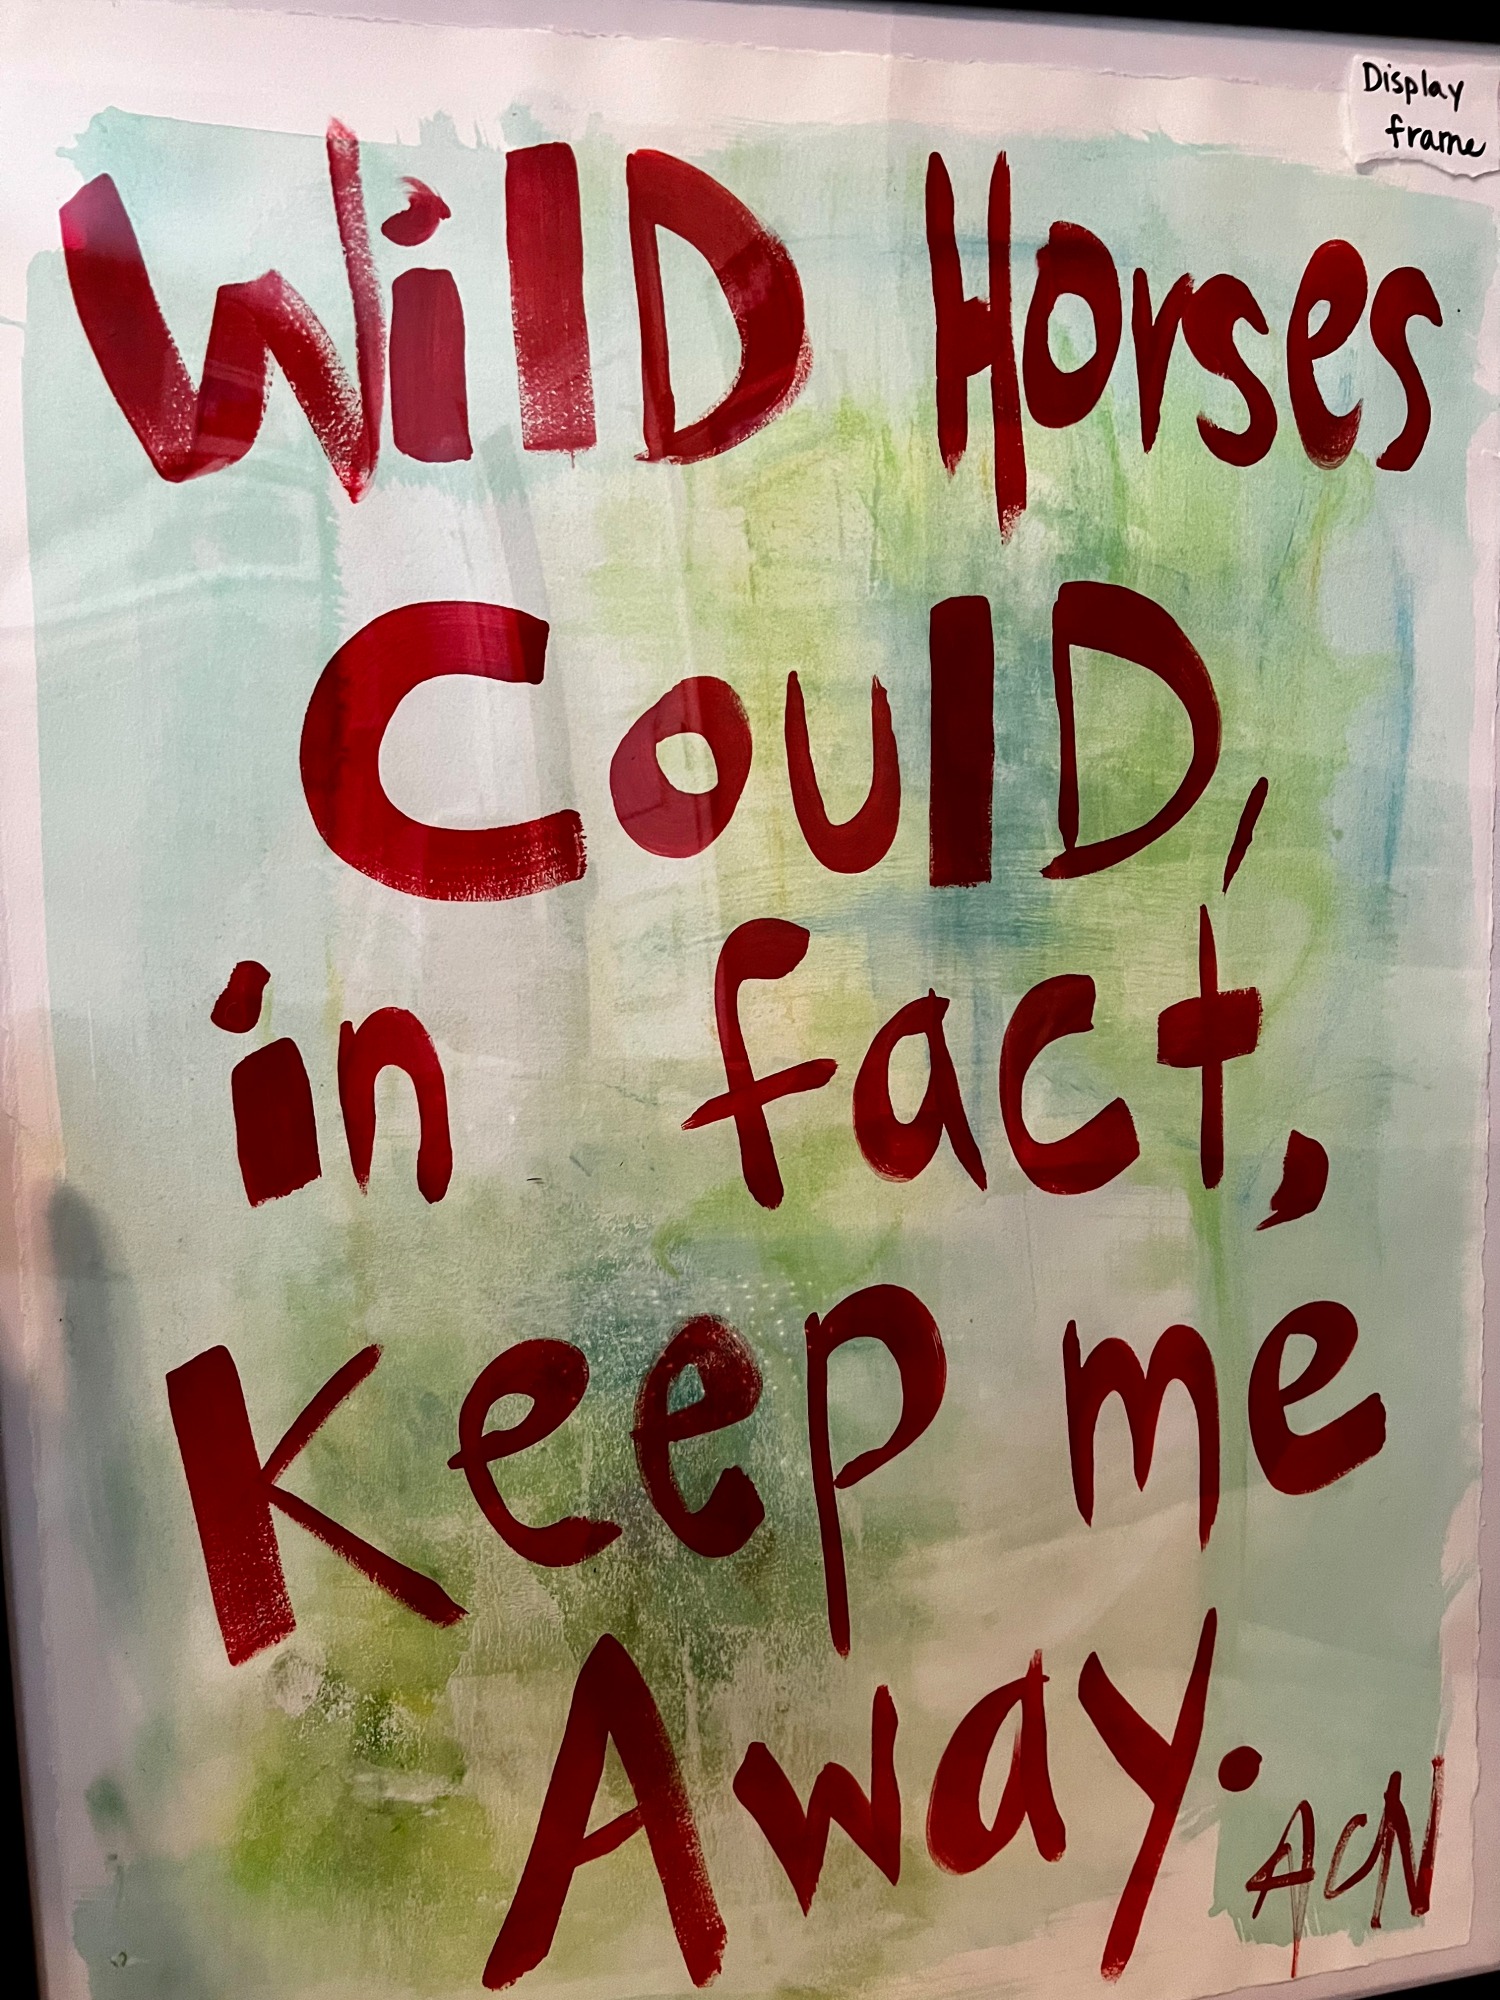 Display
frame
WilD Horses
CoulD,
in fact,
Keep me
Away.
ACN